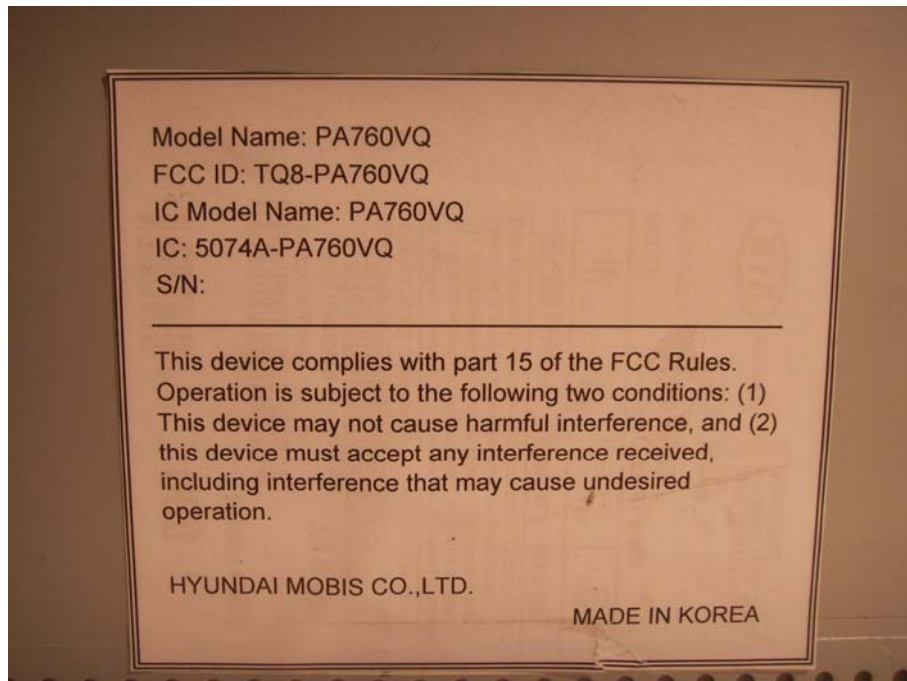 Model Name: PA760VQ
FCC ID: TQ8-PA760VQ
IC Model Name: PA760VQ
IC: 5074A-PA760VQ
S/N:
This device complies with part 15 of the FCC Rules.
Operation is subject to the following two conditions: (1)
This device may not cause harmful interference, and (2)
this device must accept any interference received,
including interference that may cause undesired
operation.
HYUNDAI MOBIS CO.,LTD.
MADE IN KOREA